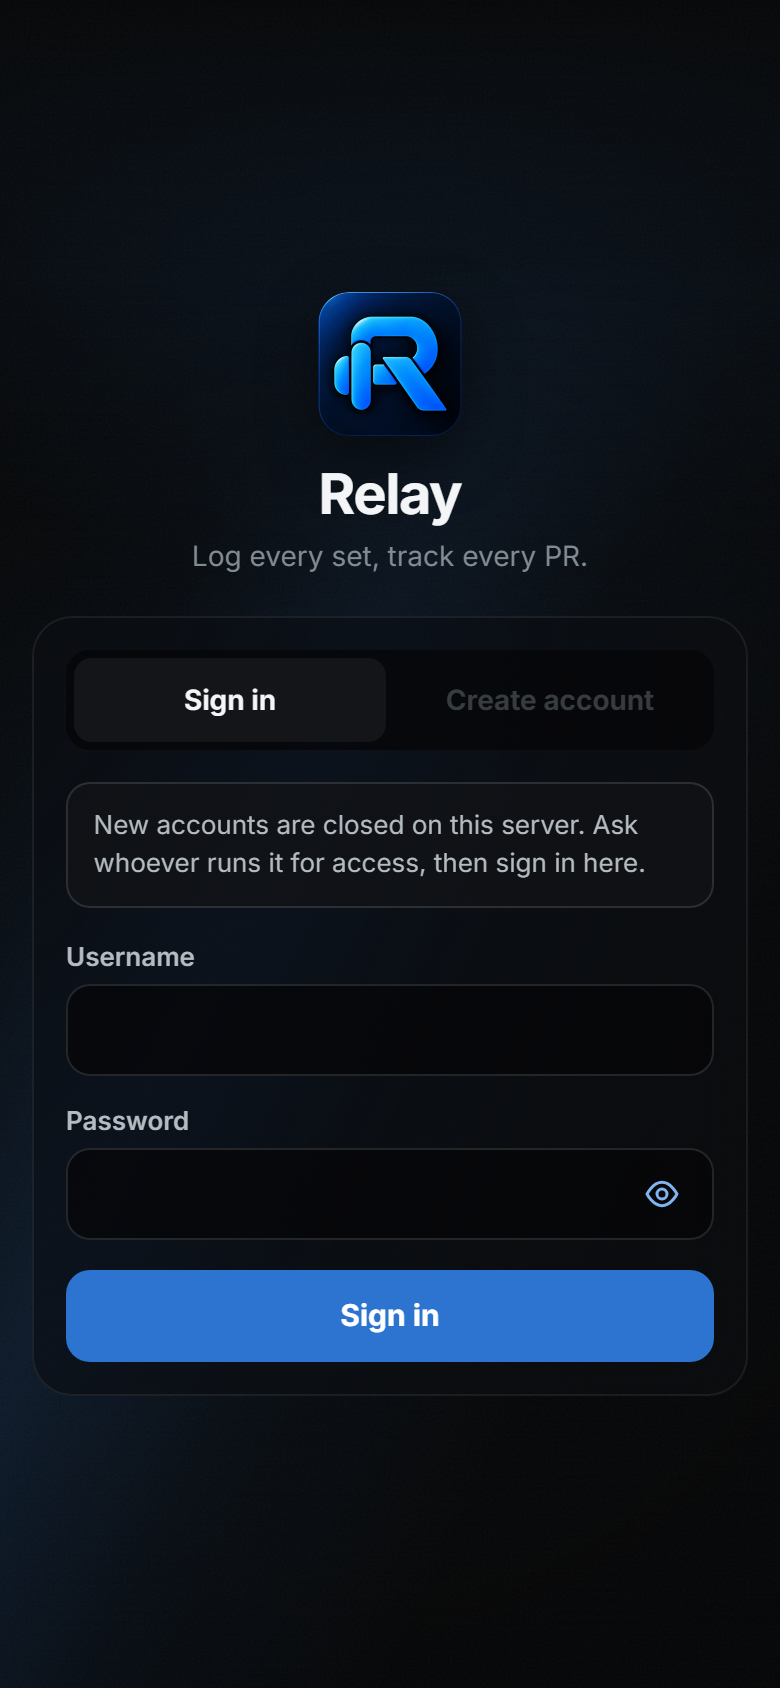 Relay
Log every set, track every PR.
Sign in
Create account
New accounts are closed on this server. Ask
whoever runs it for access, then sign in here.
Username
Password
Sign in